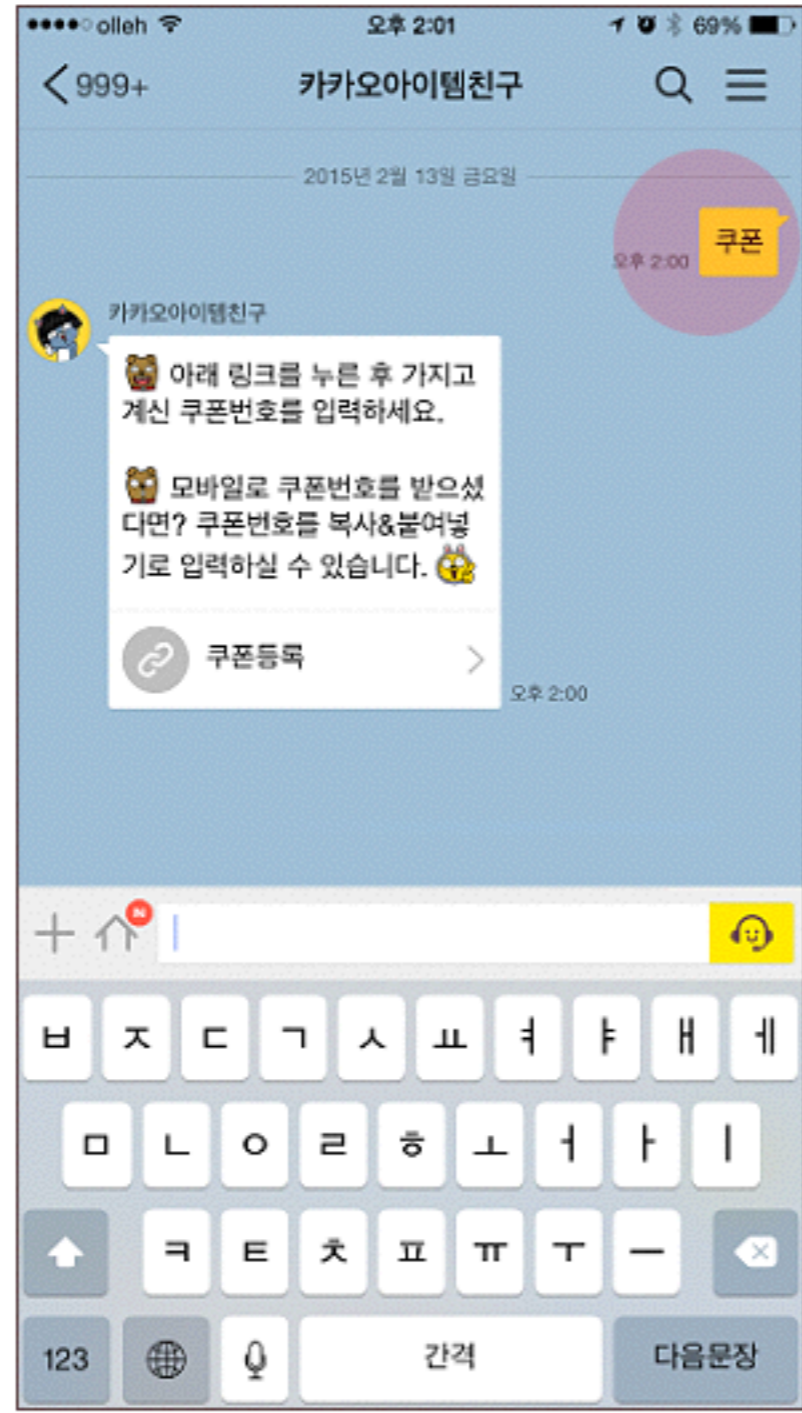 olleh 오후 2:01 69%
999+ 카카오아이템친구
2015년 2월 13일 금요일
쿠폰
오후 2:00
카카오아이템친구
아래 링크를 누른 후 가지고
계신 쿠폰번호를 입력하세요.
모바일로 쿠폰번호를 받으셨
다면? 쿠폰번호를 복사&붙여넣
기로 입력하실 수 있습니다.
쿠폰등록
오후 2:00
N
ㅂ ㅈ ㄷ ㄱ ㅅ ㅛ ㅕ ㅑ ㅐ ㅔ
ㅁ ㄴ ㅇ ㄹ ㅎ ㅗ ㅓ ㅏ ㅣ
ㅋ ㅌ ㅊ ㅍ ㅠ ㅜ ㅡ
123 간격 다음문장